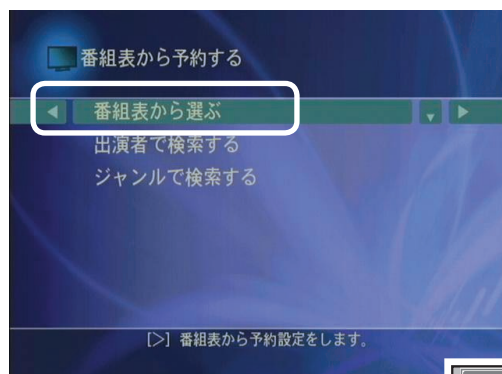 番組表から予約する
番組表から選ぶ
出演者で検索する
ジャンルで検索する
[>] 番組表から予約設定をします。